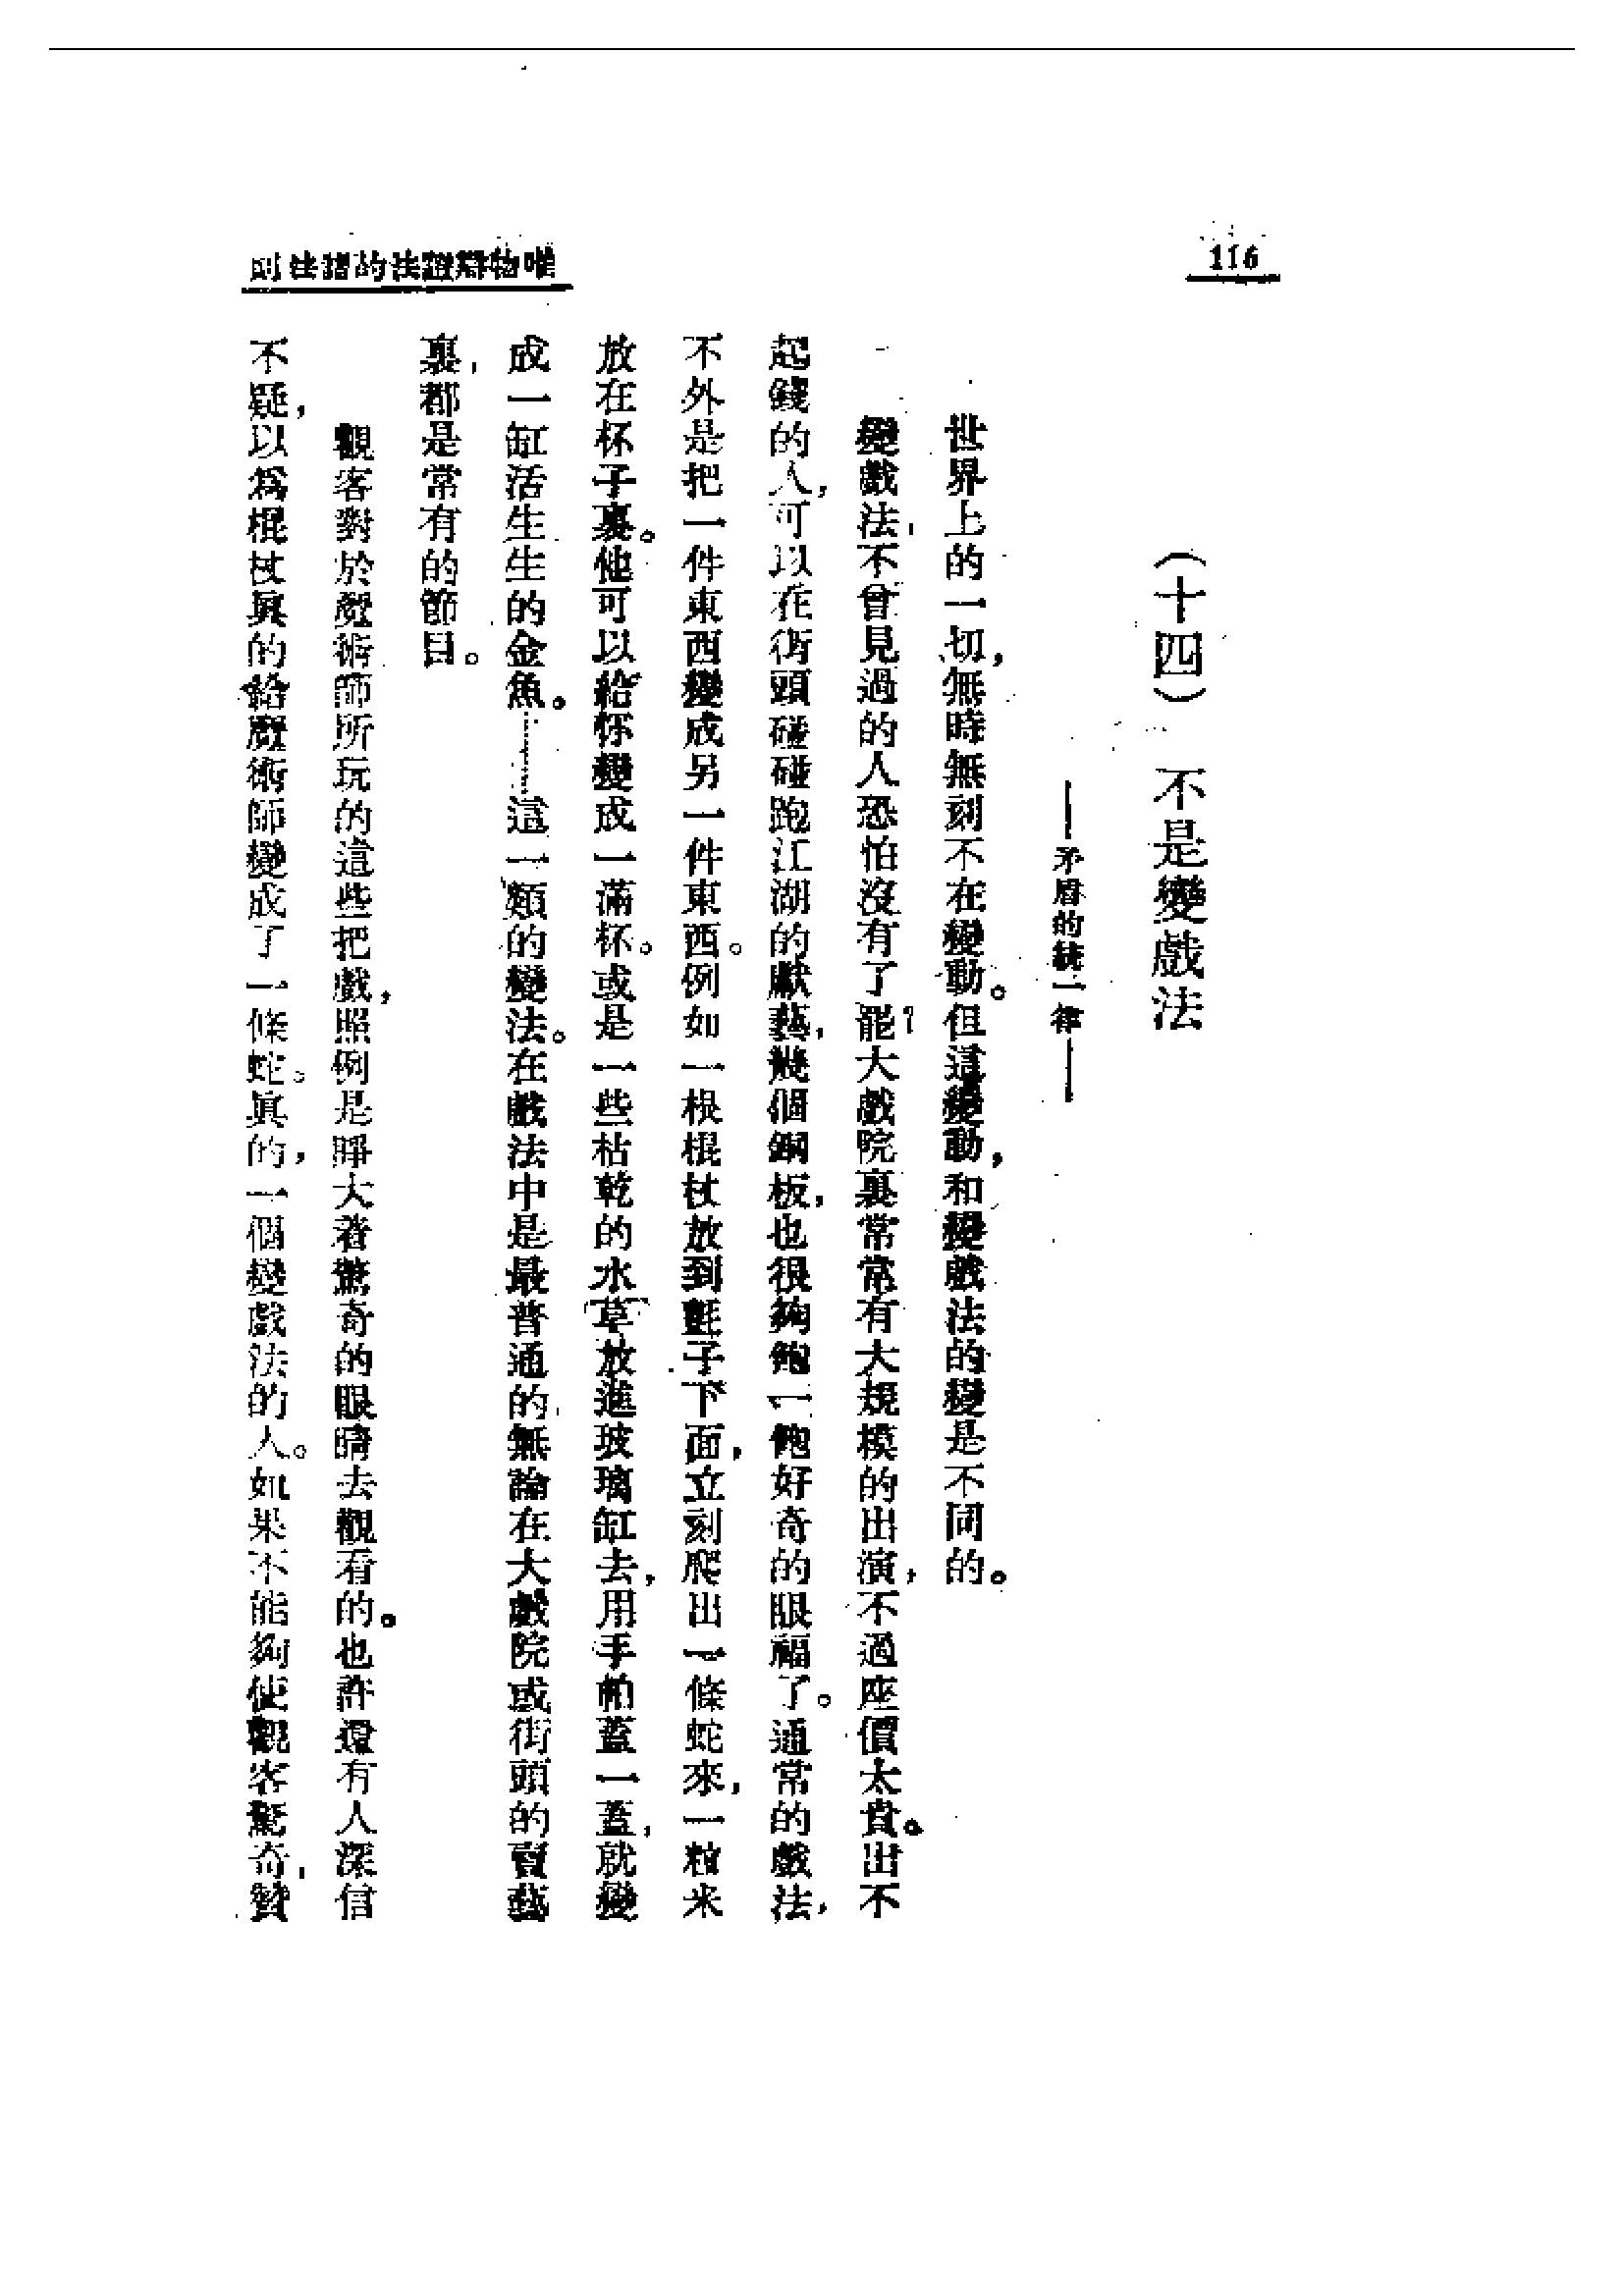 116
唯物辯證法的諸法則
(十四) 不是變戲法
——矛盾的統一律——
世界上的一切，無時無刻不在變動。但這變動，和變戲法的變是不同的。
變戲法，不曾見過的人恐怕沒有了罷？大戲院裏常常有大規模的出演，不過座價太貴。出不
起錢的人，可以在街頭碰碰跑江湖的獻藝，幾個銅板，也很夠飽一飽好奇的眼福了。通常的戲法，
不外是把一件東西變成另一件東西。例如一根棍杖放到氈子下面，立刻爬出一條蛇來，一粒米
放在杯子裏。他可以給你變成一滿杯。或是一些枯乾的水草放進玻璃缸去，用手帕蓋一蓋，就變
成一缸活生生的金魚。……這一類的變法。在戲法中是最普通的，無論在大戲院或街頭的賣藝
裏，都是常有的節目。
觀客對於魔術師所玩的這些把戲，照例是睜大着驚奇的眼睛去觀看的。也許還有人深信
不疑，以爲棍杖眞的給魔術師變成了一條蛇。眞的，一個變戲法的人。如果不能夠使觀客驚奇，贊